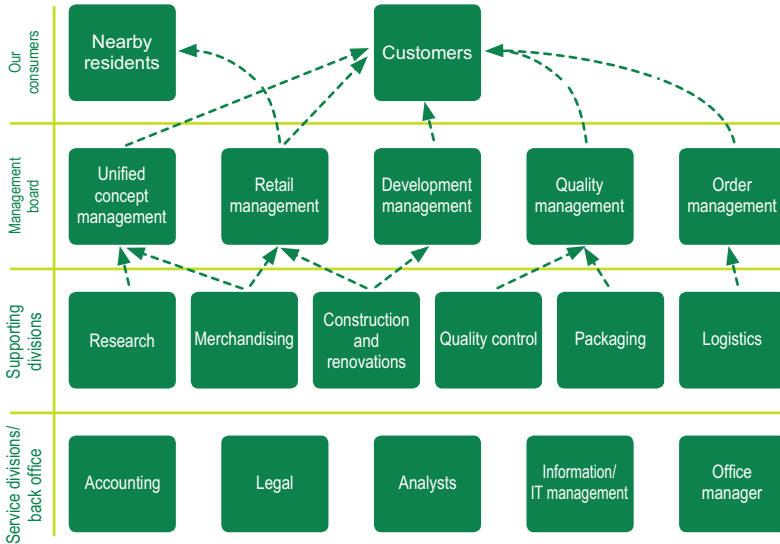 Our
consumers
Nearby
residents
Customers
Management
board
Unified
concept
management
Retail
management
Development
management
Quality
management
Order
management
Supporting
divisions
Research
Merchandising
Construction
and
renovations
Quality control
Packaging
Logistics
Service divisions/
back office
Accounting
Legal
Analysts
Information/
IT management
Office
manager